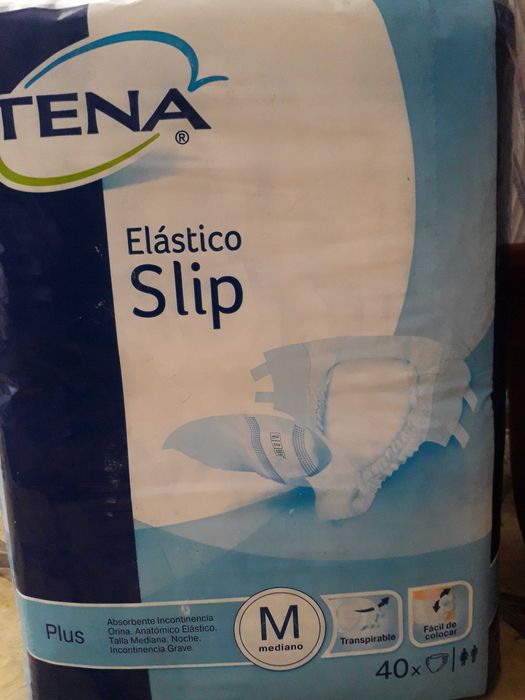 TENA
®
Elástico
Slip
Plus
Absorbente Incontinencia
Orina. Anatómico Elástico.
Talla Mediana. Noche.
Incontinencia Grave.
M
mediano
Transpirable
Fácil de
colocar
40x